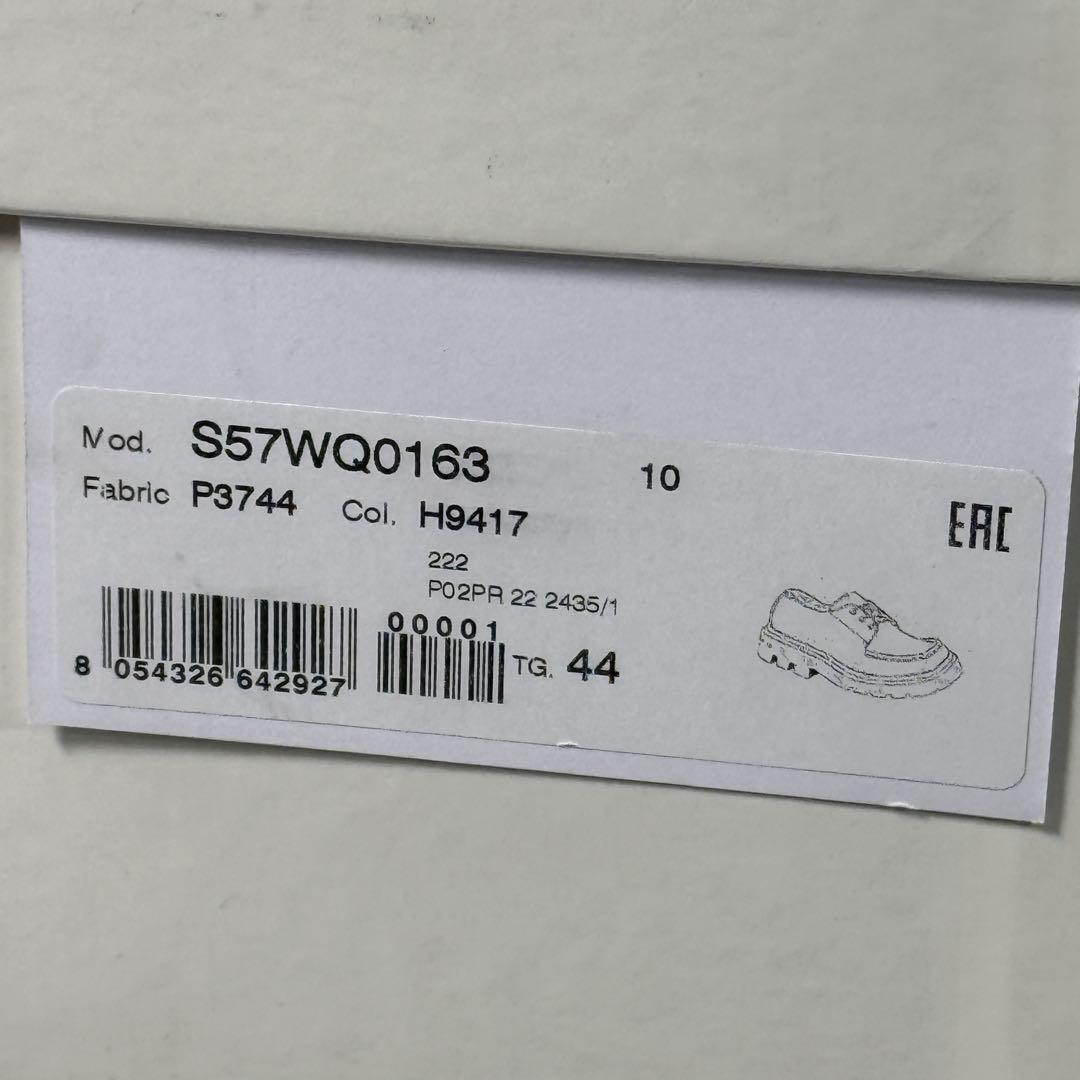 Mod. S57WQ0163 10
Fabric P3744 Col. H9417
EAC
222
P02PR 22 2435/1
00001
8 054326 642927
TG. 44